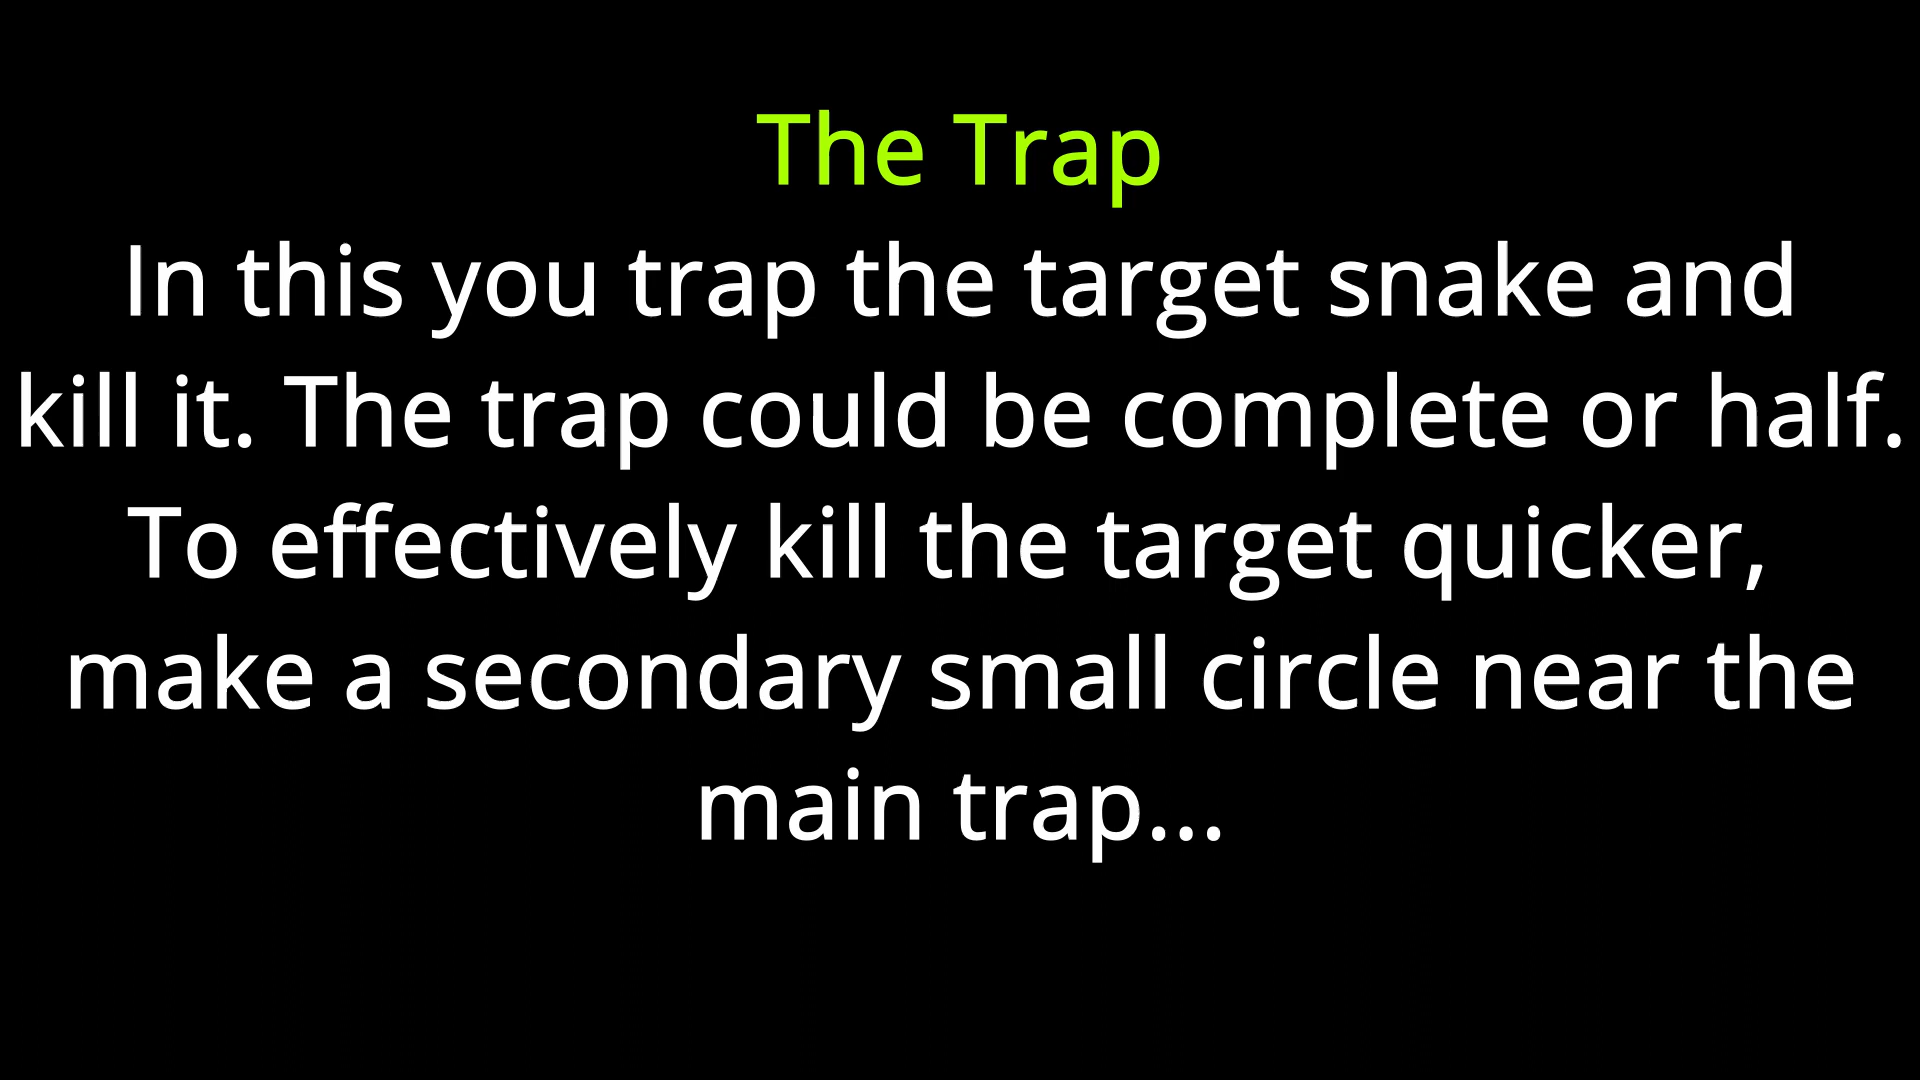 The Trap
In this you trap the target snake and
kill it. The trap could be complete or half.
To effectively kill the target quicker,
make a secondary small circle near the
main trap...